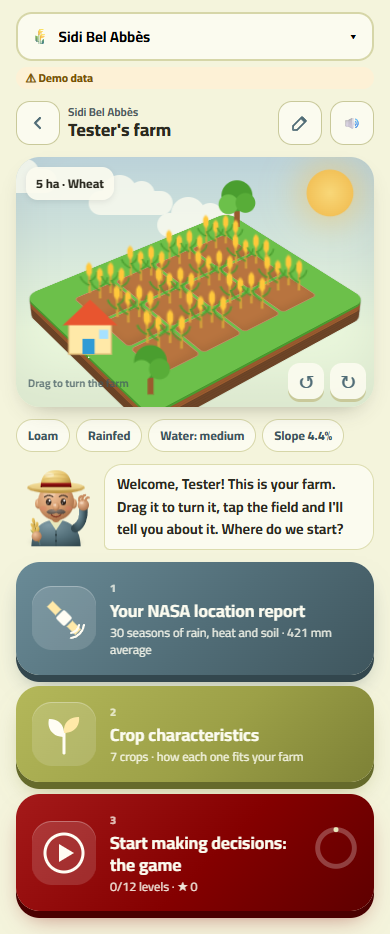 Sidi Bel Abbès
⚠ Demo data
Sidi Bel Abbès
Tester's farm
5 ha · Wheat
Drag to turn the farm
Loam
Rainfed
Water: medium
Slope 4.4%
Welcome, Tester! This is your farm.
Drag it to turn it, tap the field and I'll
tell you about it. Where do we start?
1
Your NASA location report
30 seasons of rain, heat and soil · 421 mm
average
2
Crop characteristics
7 crops · how each one fits your farm
3
Start making decisions:
the game
0/12 levels · ★ 0